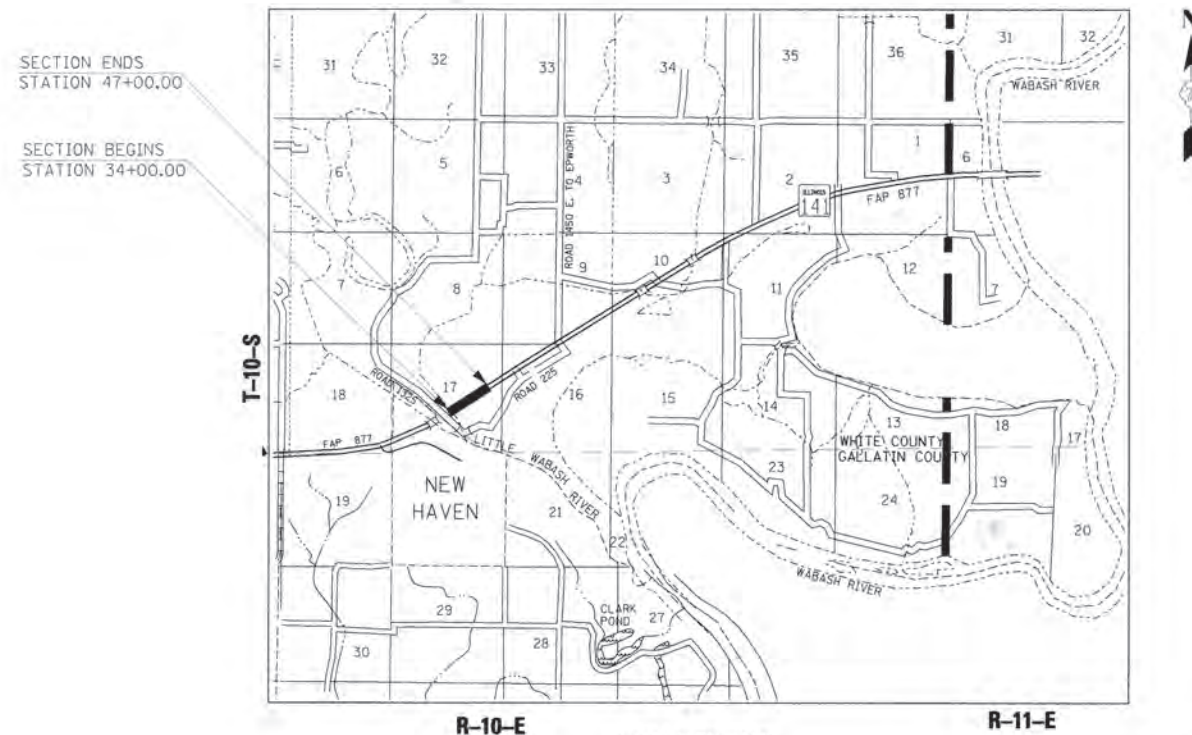 SECTION ENDS
STATION 47+00.00
SECTION BEGINS
STATION 34+00.00
N
31
32
33
34
35
36
31
32
WABASH RIVER
6
5
4
3
2
1
6
ROAD 1450 E. TO EPWORTH
ILLINOIS
141
FAP 877
7
8
9
10
11
12
7
T-10-S
18
17
16
15
14
13
18
17
ROAD 1325
ROAD 225
FAP 877
LITTLE WABASH RIVER
WHITE COUNTY
GALLATIN COUNTY
NEW
HAVEN
19
21
22
23
24
19
20
WABASH RIVER
CLARK
POND
27
29
30
28
R-10-E
R-11-E